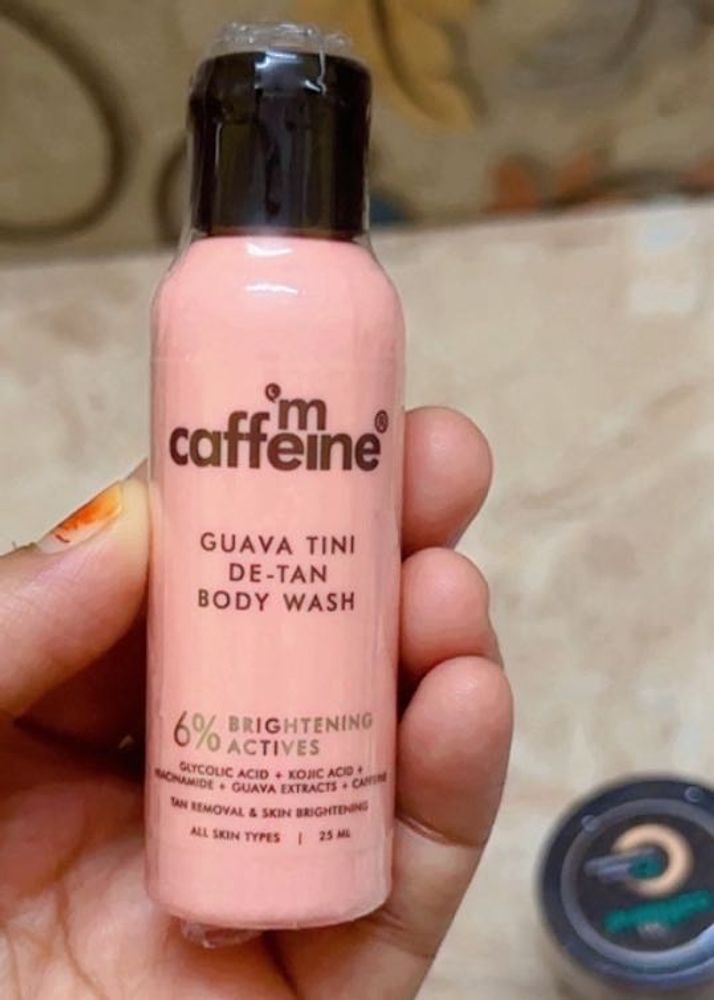 I'm
caffeine®
GUAVA TINI
DE-TAN
BODY WASH
6% BRIGHTENING
ACTIVES
GLYCOLIC ACID + KOJIC ACID +
NIACINAMIDE + GUAVA EXTRACTS + CAFFEINE
TAN REMOVAL & SKIN BRIGHTENING
ALL SKIN TYPES | 25 ML